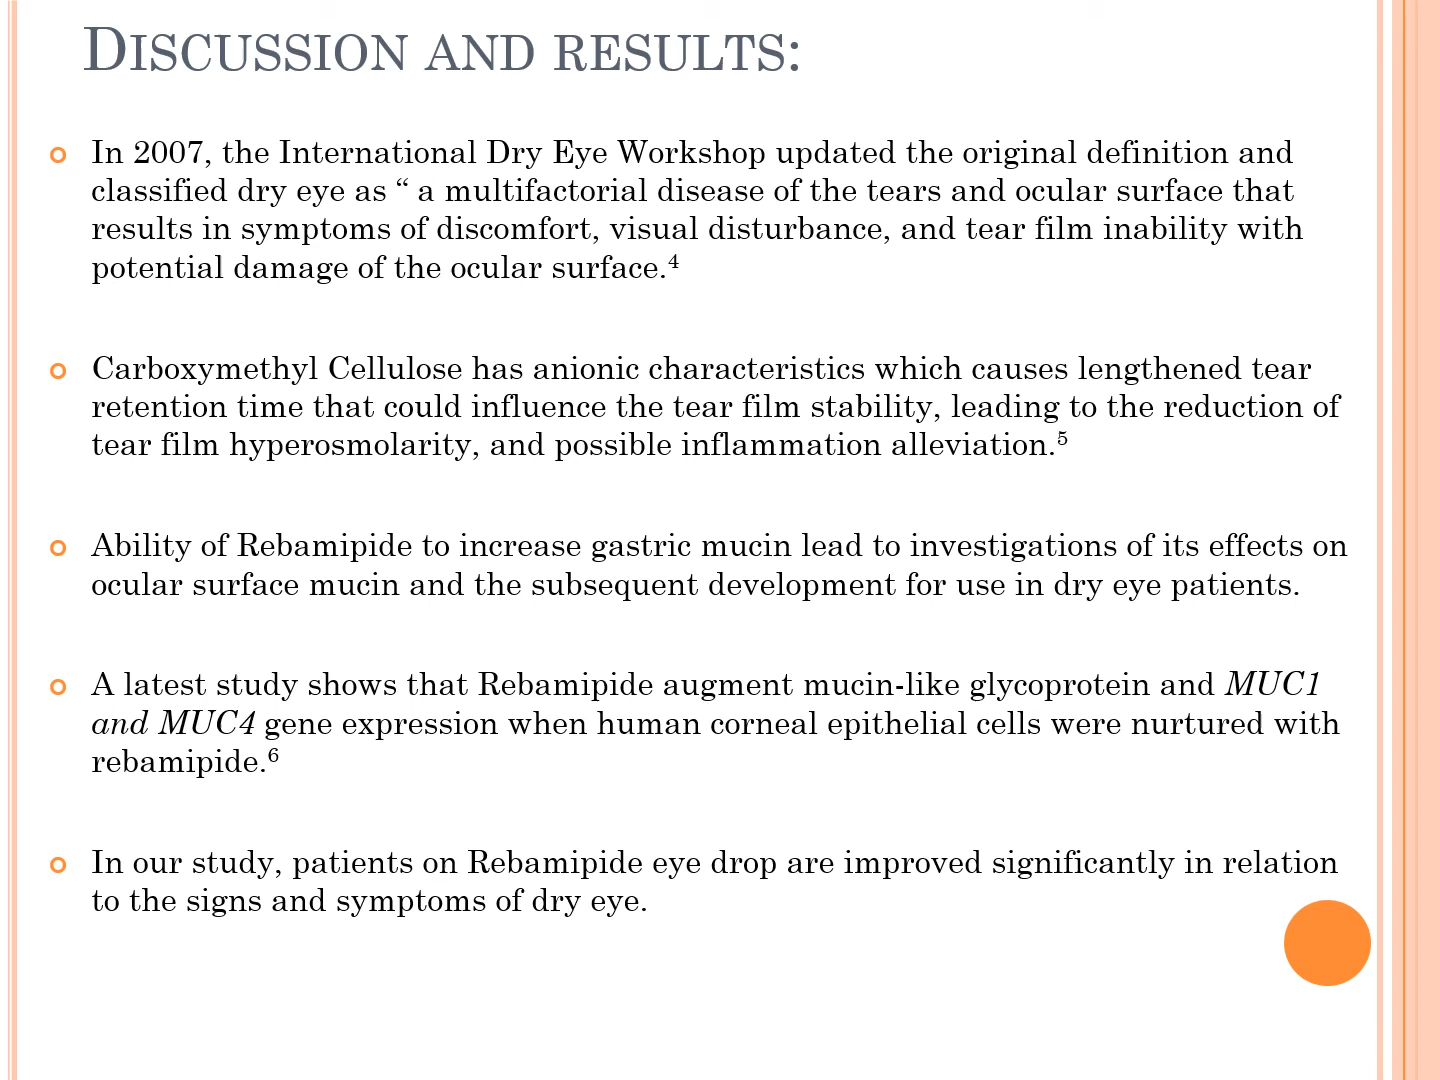 DISCUSSION AND RESULTS:
In 2007, the International Dry Eye Workshop updated the original definition and
classified dry eye as “ a multifactorial disease of the tears and ocular surface that
results in symptoms of discomfort, visual disturbance, and tear film inability with
potential damage of the ocular surface.⁴
Carboxymethyl Cellulose has anionic characteristics which causes lengthened tear
retention time that could influence the tear film stability, leading to the reduction of
tear film hyperosmolarity, and possible inflammation alleviation.⁵
Ability of Rebamipide to increase gastric mucin lead to investigations of its effects on
ocular surface mucin and the subsequent development for use in dry eye patients.
A latest study shows that Rebamipide augment mucin-like glycoprotein and MUC1
and MUC4 gene expression when human corneal epithelial cells were nurtured with
rebamipide.⁶
In our study, patients on Rebamipide eye drop are improved significantly in relation
to the signs and symptoms of dry eye.